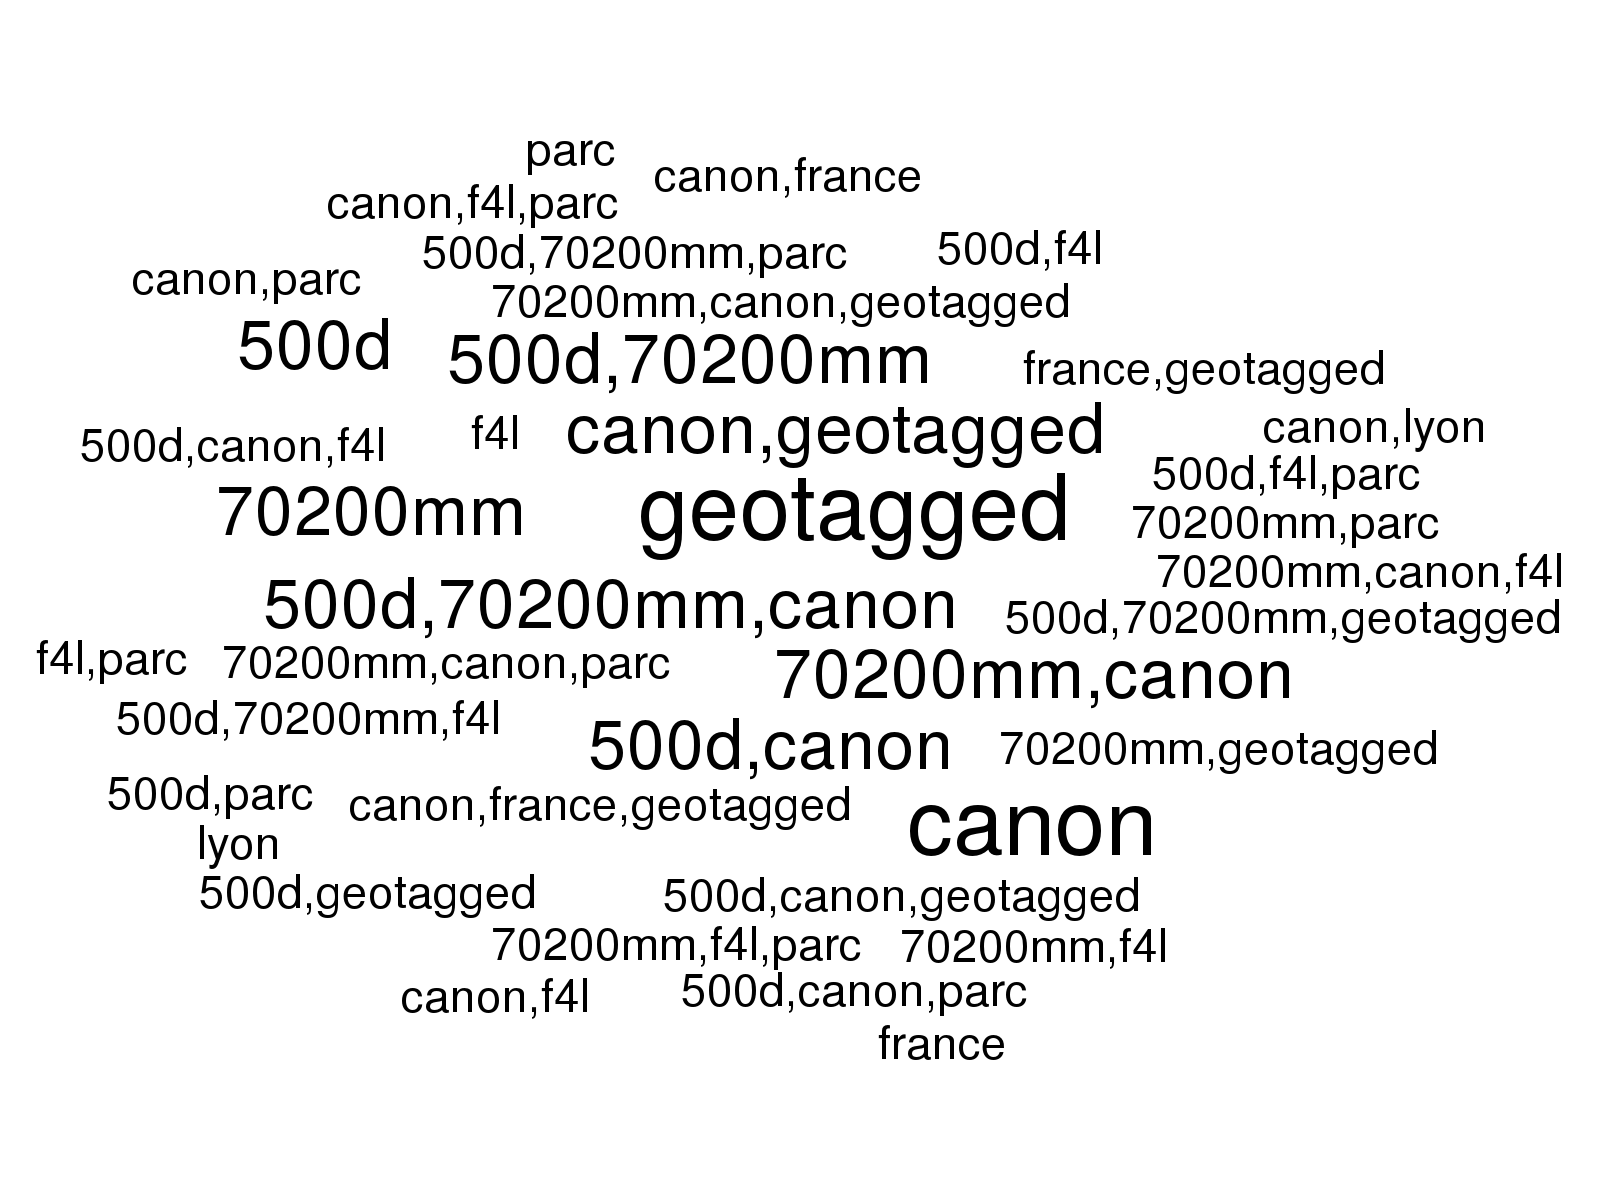 parc
canon,france
canon,f4l,parc
500d,70200mm,parc
500d,f4l
canon,parc
70200mm,canon,geotagged
500d
500d,70200mm
france,geotagged
500d,canon,f4l
f4l
canon,geotagged
canon,lyon
500d,f4l,parc
70200mm
geotagged
70200mm,parc
70200mm,canon,f4l
500d,70200mm,canon
500d,70200mm,geotagged
f4l,parc
70200mm,canon,parc
70200mm,canon
500d,70200mm,f4l
500d,canon
70200mm,geotagged
500d,parc
canon,france,geotagged
canon
lyon
500d,geotagged
500d,canon,geotagged
70200mm,f4l,parc
70200mm,f4l
canon,f4l
500d,canon,parc
france